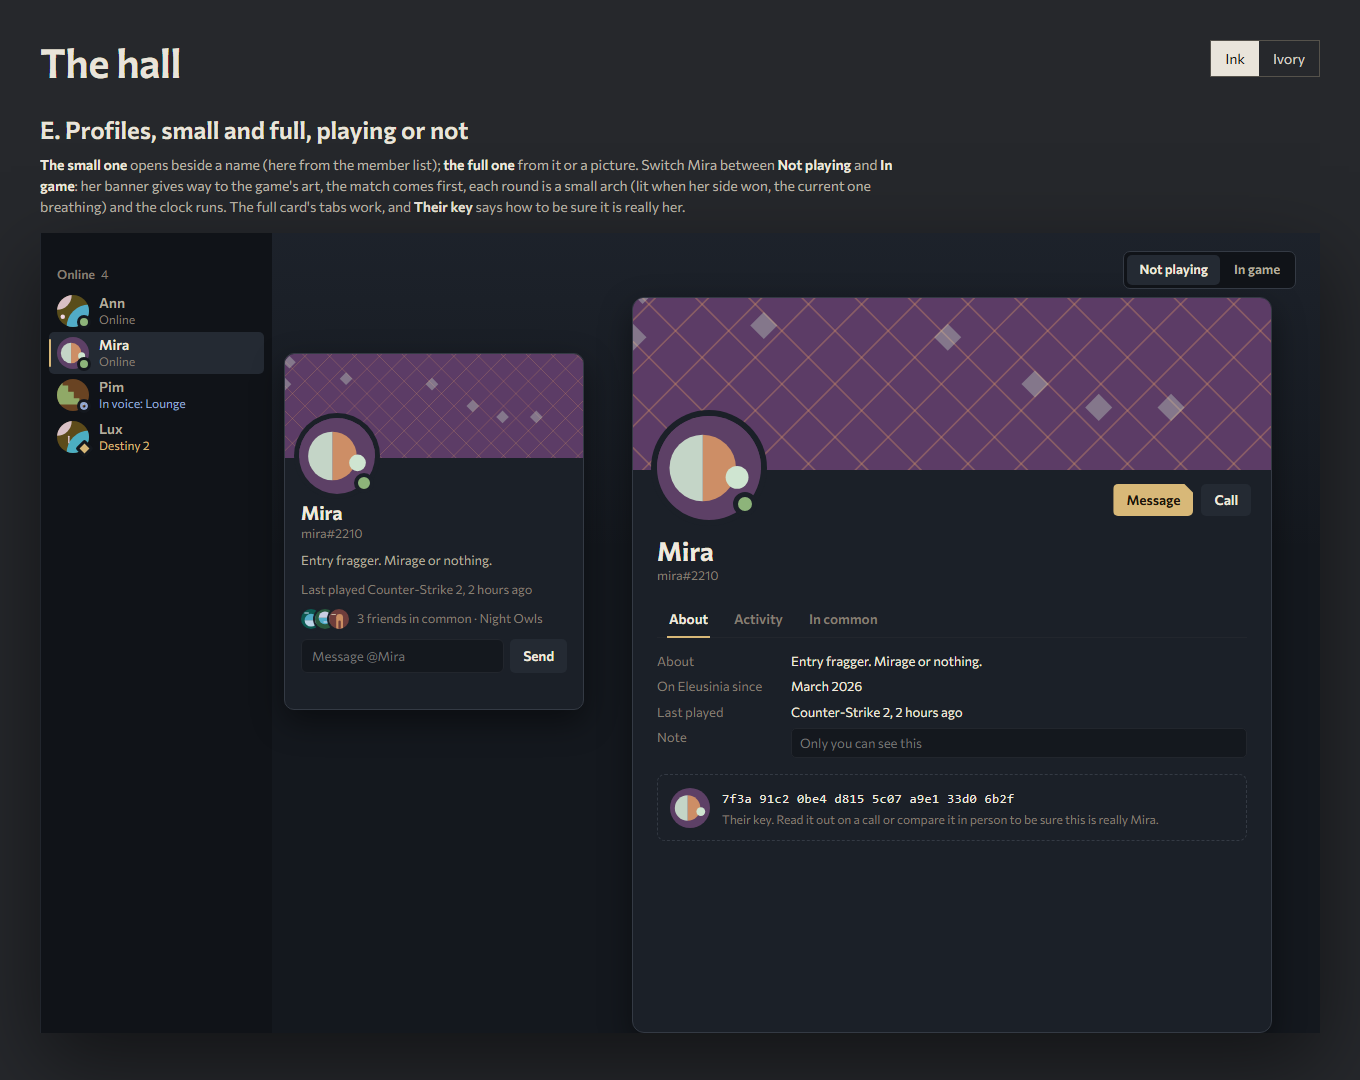 The hall
Ink
Ivory
E. Profiles, small and full, playing or not
The small one opens beside a name (here from the member list); the full one from it or a picture. Switch Mira between Not playing and In
game: her banner gives way to the game's art, the match comes first, each round is a small arch (lit when her side won, the current one
breathing) and the clock runs. The full card's tabs work, and Their key says how to be sure it is really her.
Online 4
Ann
Online
Mira
Online
Pim
In voice: Lounge
Lux
Destiny 2
Mira
mira#2210
Entry fragger. Mirage or nothing.
Last played Counter-Strike 2, 2 hours ago
3 friends in common · Night Owls
Message @Mira
Send
Not playing
In game
Message
Call
Mira
mira#2210
About
Activity
In common
About
Entry fragger. Mirage or nothing.
On Eleusinia since
March 2026
Last played
Counter-Strike 2, 2 hours ago
Note
Only you can see this
7f3a 91c2 0be4 d815 5c07 a9e1 33d0 6b2f
Their key. Read it out on a call or compare it in person to be sure this is really Mira.